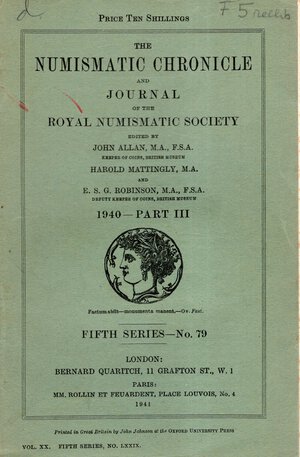 d.
F 5
PRICE TEN SHILLINGS
THE
NUMISMATIC CHRONICLE
AND
JOURNAL
OF THE
ROYAL NUMISMATIC SOCIETY
EDITED BY
JOHN ALLAN, M.A., F.S.A.
KEEPER OF COINS, BRITISH MUSEUM
HAROLD MATTINGLY, M.A.
AND
E. S. G. ROBINSON, M.A., F.S.A.
DEPUTY KEEPER OF COINS, BRITISH MUSEUM
1940—PART III
Factum abiit—monumenta manent.—Ov. Fast.
FIFTH SERIES—No. 79
LONDON:
BERNARD QUARITCH, 11 GRAFTON ST., W. 1
PARIS:
MM. ROLLIN ET FEUARDENT, PLACE LOUVOIS, No. 4
1941
Printed in Great Britain by John Johnson at the OXFORD UNIVERSITY PRESS
VOL. XX. FIFTH SERIES, NO. LXXIX.